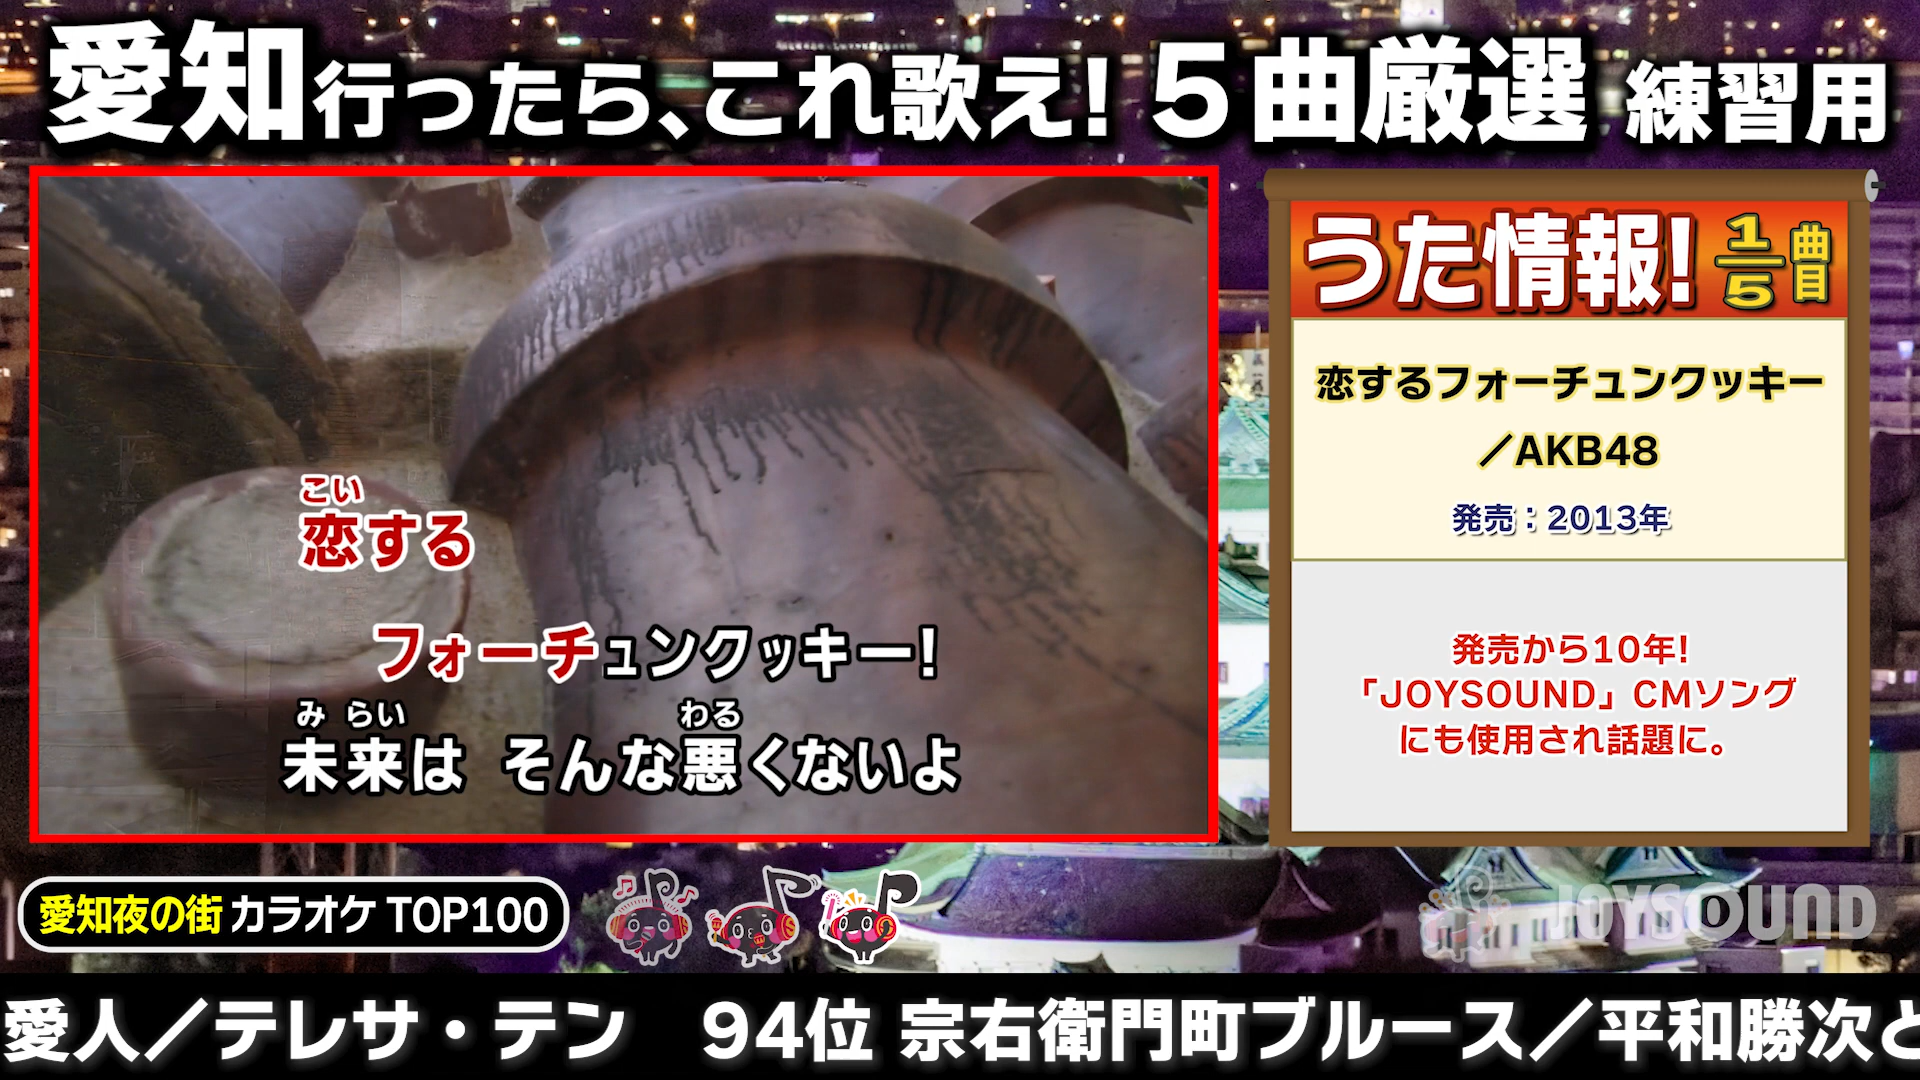 愛知行ったら、これ歌え! 5曲厳選 練習用
うた情報! 1/5 曲目
恋するフォーチュンクッキー
／AKB48
発売：2013年
発売から10年!
「JOYSOUND」CMソング
にも使用され話題に。
こい
恋する
フォーチュンクッキー!
み らい わる
未来は そんな悪くないよ
愛知夜の街 カラオケ TOP100
JOYSOUND
愛人／テレサ・テン 94位 宗右衛門町ブルース／平和勝次と